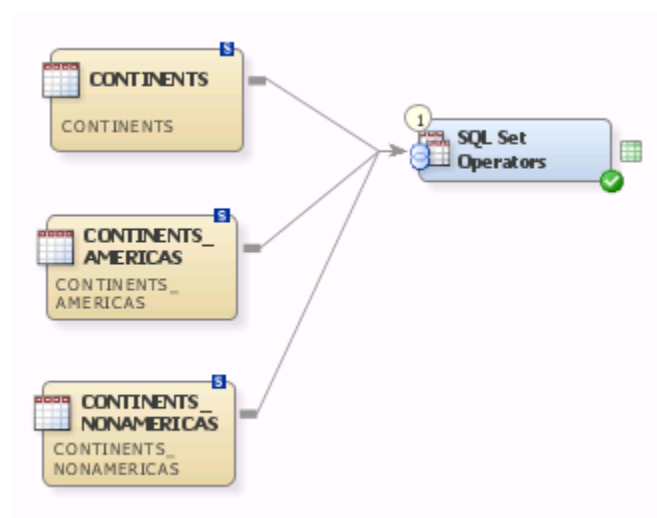 S
CONTINENTS
CONTINENTS
1
SQL Set
Operators
S
CONTINENTS_
AMERICAS
CONTINENTS_
AMERICAS
S
CONTINENTS_
NONAMERICAS
CONTINENTS_
NONAMERICAS